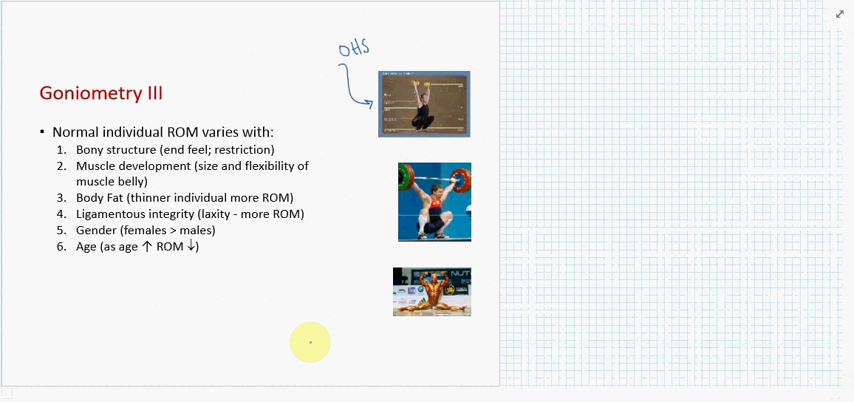 OHS
Goniometry III
• Normal individual ROM varies with:
1. Bony structure (end feel; restriction)
2. Muscle development (size and flexibility of
muscle belly)
3. Body Fat (thinner individual more ROM)
4. Ligamentous integrity (laxity - more ROM)
5. Gender (females > males)
6. Age (as age ↑ ROM ↓)
NUT